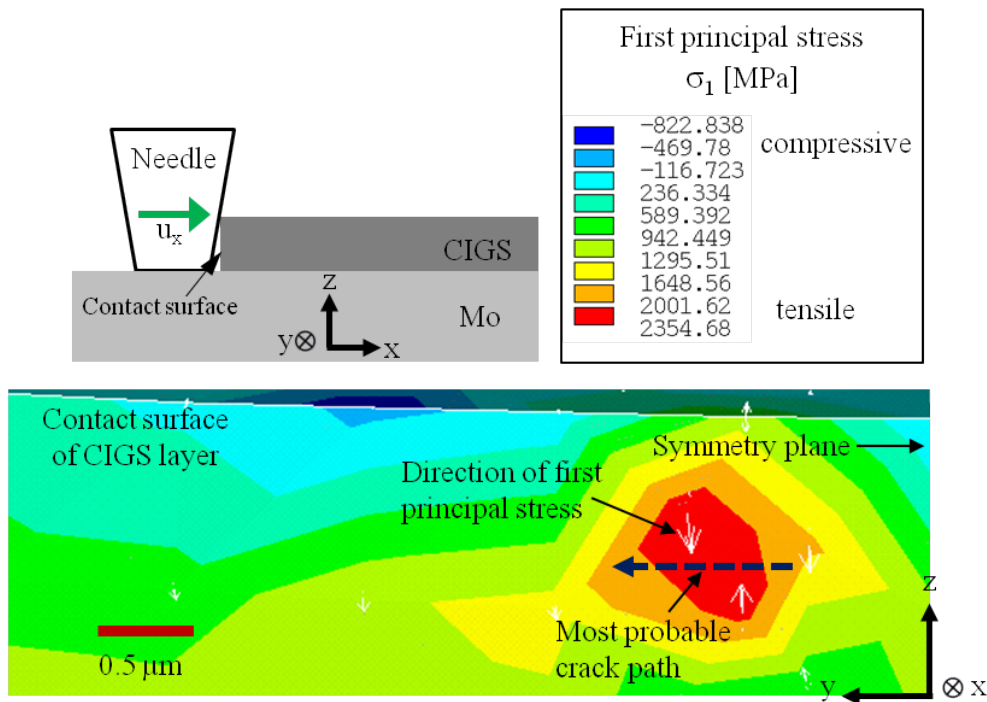 Needle
uₓ
CIGS
Contact surface
Mo
z
y⊗
x
First principal stress
σ₁ [MPa]
-822.838
-469.78
-116.723
236.334
589.392
942.449
1295.51
1648.56
2001.62
2354.68
compressive
tensile
Contact surface
of CIGS layer
Symmetry plane
Direction of first
principal stress
Most probable
crack path
0.5 µm
z
y
⊗ x